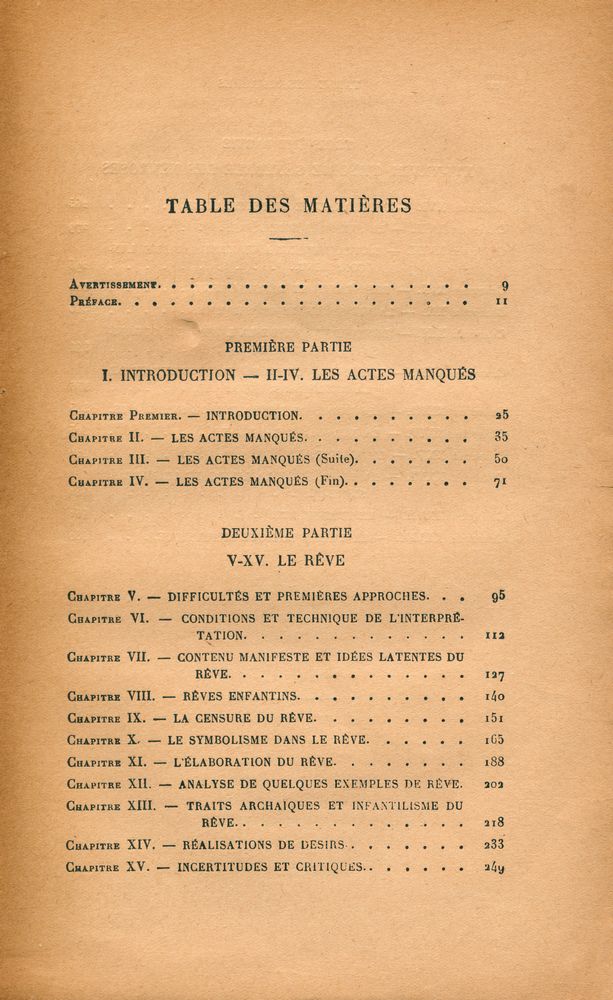 TABLE DES MATIÈRES
AVERTISSEMENT. . . . . . . . . . . . . . . . . . 9
PRÉFACE. . . . . . . . . . . . . . . . . . . . 11
PREMIÈRE PARTIE
I. INTRODUCTION — II-IV. LES ACTES MANQUÉS
CHAPITRE PREMIER. — INTRODUCTION. . . . . . . . . . 25
CHAPITRE II. — LES ACTES MANQUÉS. . . . . . . . . . 35
CHAPITRE III. — LES ACTES MANQUÉS (Suite). . . . . . . 50
CHAPITRE IV. — LES ACTES MANQUÉS (Fin). . . . . . . . 71
DEUXIÈME PARTIE
V-XV. LE RÊVE
CHAPITRE V. — DIFFICULTÉS ET PREMIÈRES APPROCHES. . . 95
CHAPITRE VI. — CONDITIONS ET TECHNIQUE DE L'INTERPRÉ-
TATION. . . . . . . . . . . . . 112
CHAPITRE VII. — CONTENU MANIFESTE ET IDÉES LATENTES DU
RÊVE. . . . . . . . . . . . . . 127
CHAPITRE VIII. — RÊVES ENFANTINS. . . . . . . . . . 140
CHAPITRE IX. — LA CENSURE DU RÊVE. . . . . . . . . 151
CHAPITRE X. — LE SYMBOLISME DANS LE RÊVE. . . . . . 165
CHAPITRE XI. — L'ÉLABORATION DU RÊVE. . . . . . . . 188
CHAPITRE XII. — ANALYSE DE QUELQUES EXEMPLES DE RÊVE. 202
CHAPITRE XIII. — TRAITS ARCHAÏQUES ET INFANTILISME DU
RÊVE. . . . . . . . . . . . . . 218
CHAPITRE XIV. — RÉALISATIONS DE DESIRS. . . . . . . 233
CHAPITRE XV. — INCERTITUDES ET CRITIQUES. . . . . . . 249